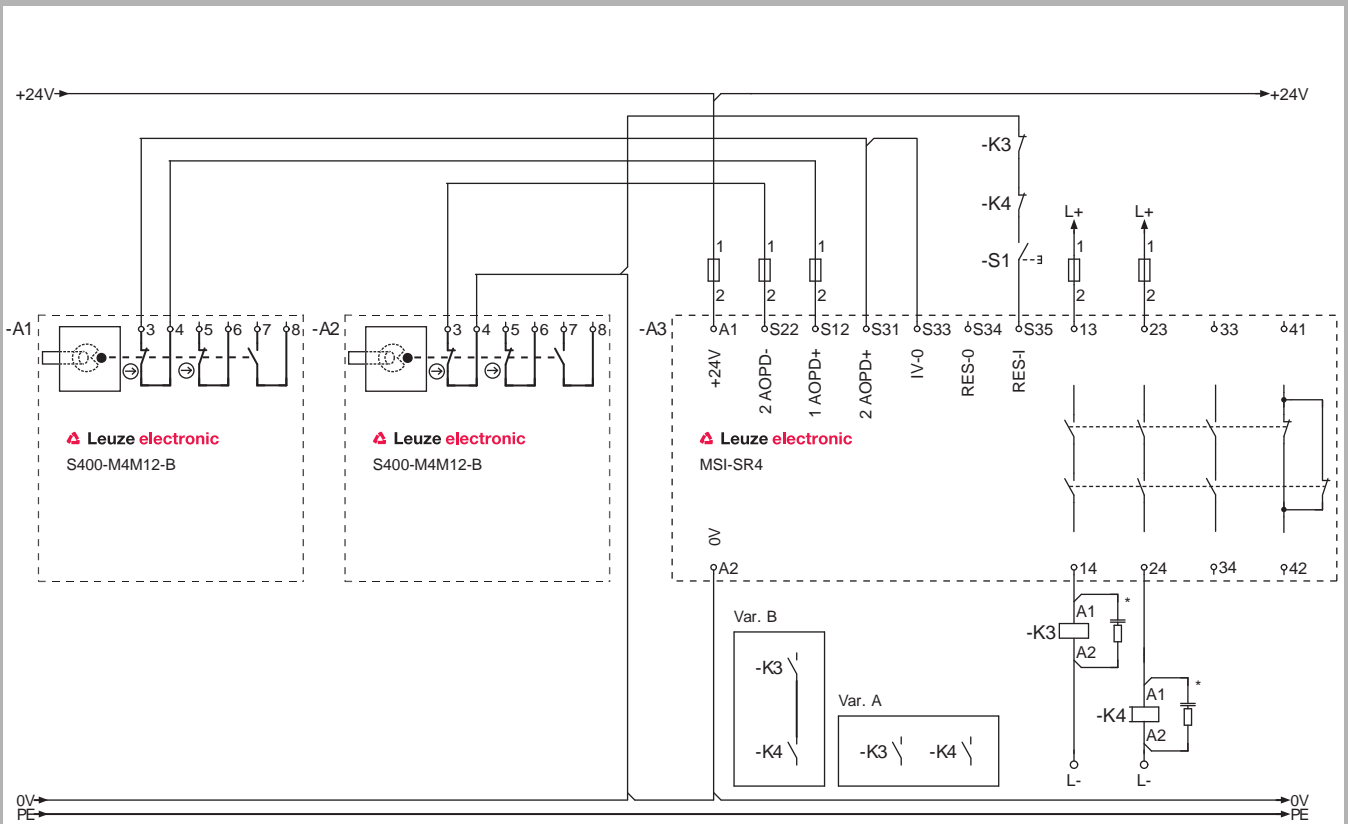 +24V
+24V
-K3
-K4
-S1
L+
L+
1
1
1
1
1
2
2
2
2
2
-A1
3
4
5
6
7
8
-A2
3
4
5
6
7
8
-A3
A1
S22
S12
S31
S33
S34
S35
13
23
33
41
+24V
2 AOPD-
1 AOPD+
2 AOPD+
IV-0
RES-0
RES-I
Leuze electronic
S400-M4M12-B
Leuze electronic
S400-M4M12-B
Leuze electronic
MSI-SR4
0V
A2
14
24
34
42
Var. B
-K3
-K4
Var. A
-K3
-K4
-K3
A1
A2
*
-K4
A1
A2
*
L-
L-
0V
PE
0V
PE